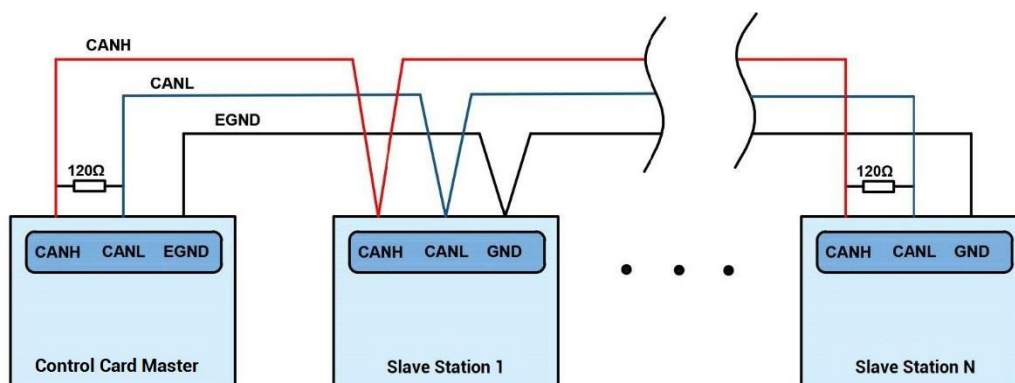 CANH
CANL
EGND
120Ω
120Ω
CANH CANL EGND
CANH CANL GND
CANH CANL GND
Control Card Master
Slave Station 1
Slave Station N